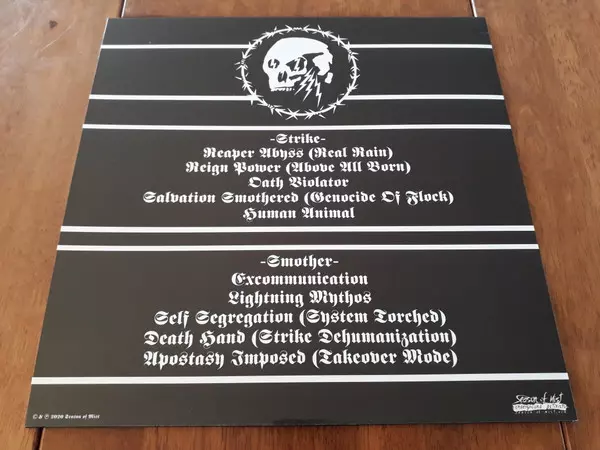 -Strike-
Reaper Abyss (Real Rain)
Reign Power (Above All Born)
Oath Violator
Salvation Smothered (Genocide Of Flock)
Human Animal
-Smother-
Excommunication
Lightning Mythos
Self Segregation (System Torched)
Death Hand (Strike Dehumanization)
Apostasy Imposed (Takeover Mode)
© & ℗ 2020 Season of Mist
Season of Mist